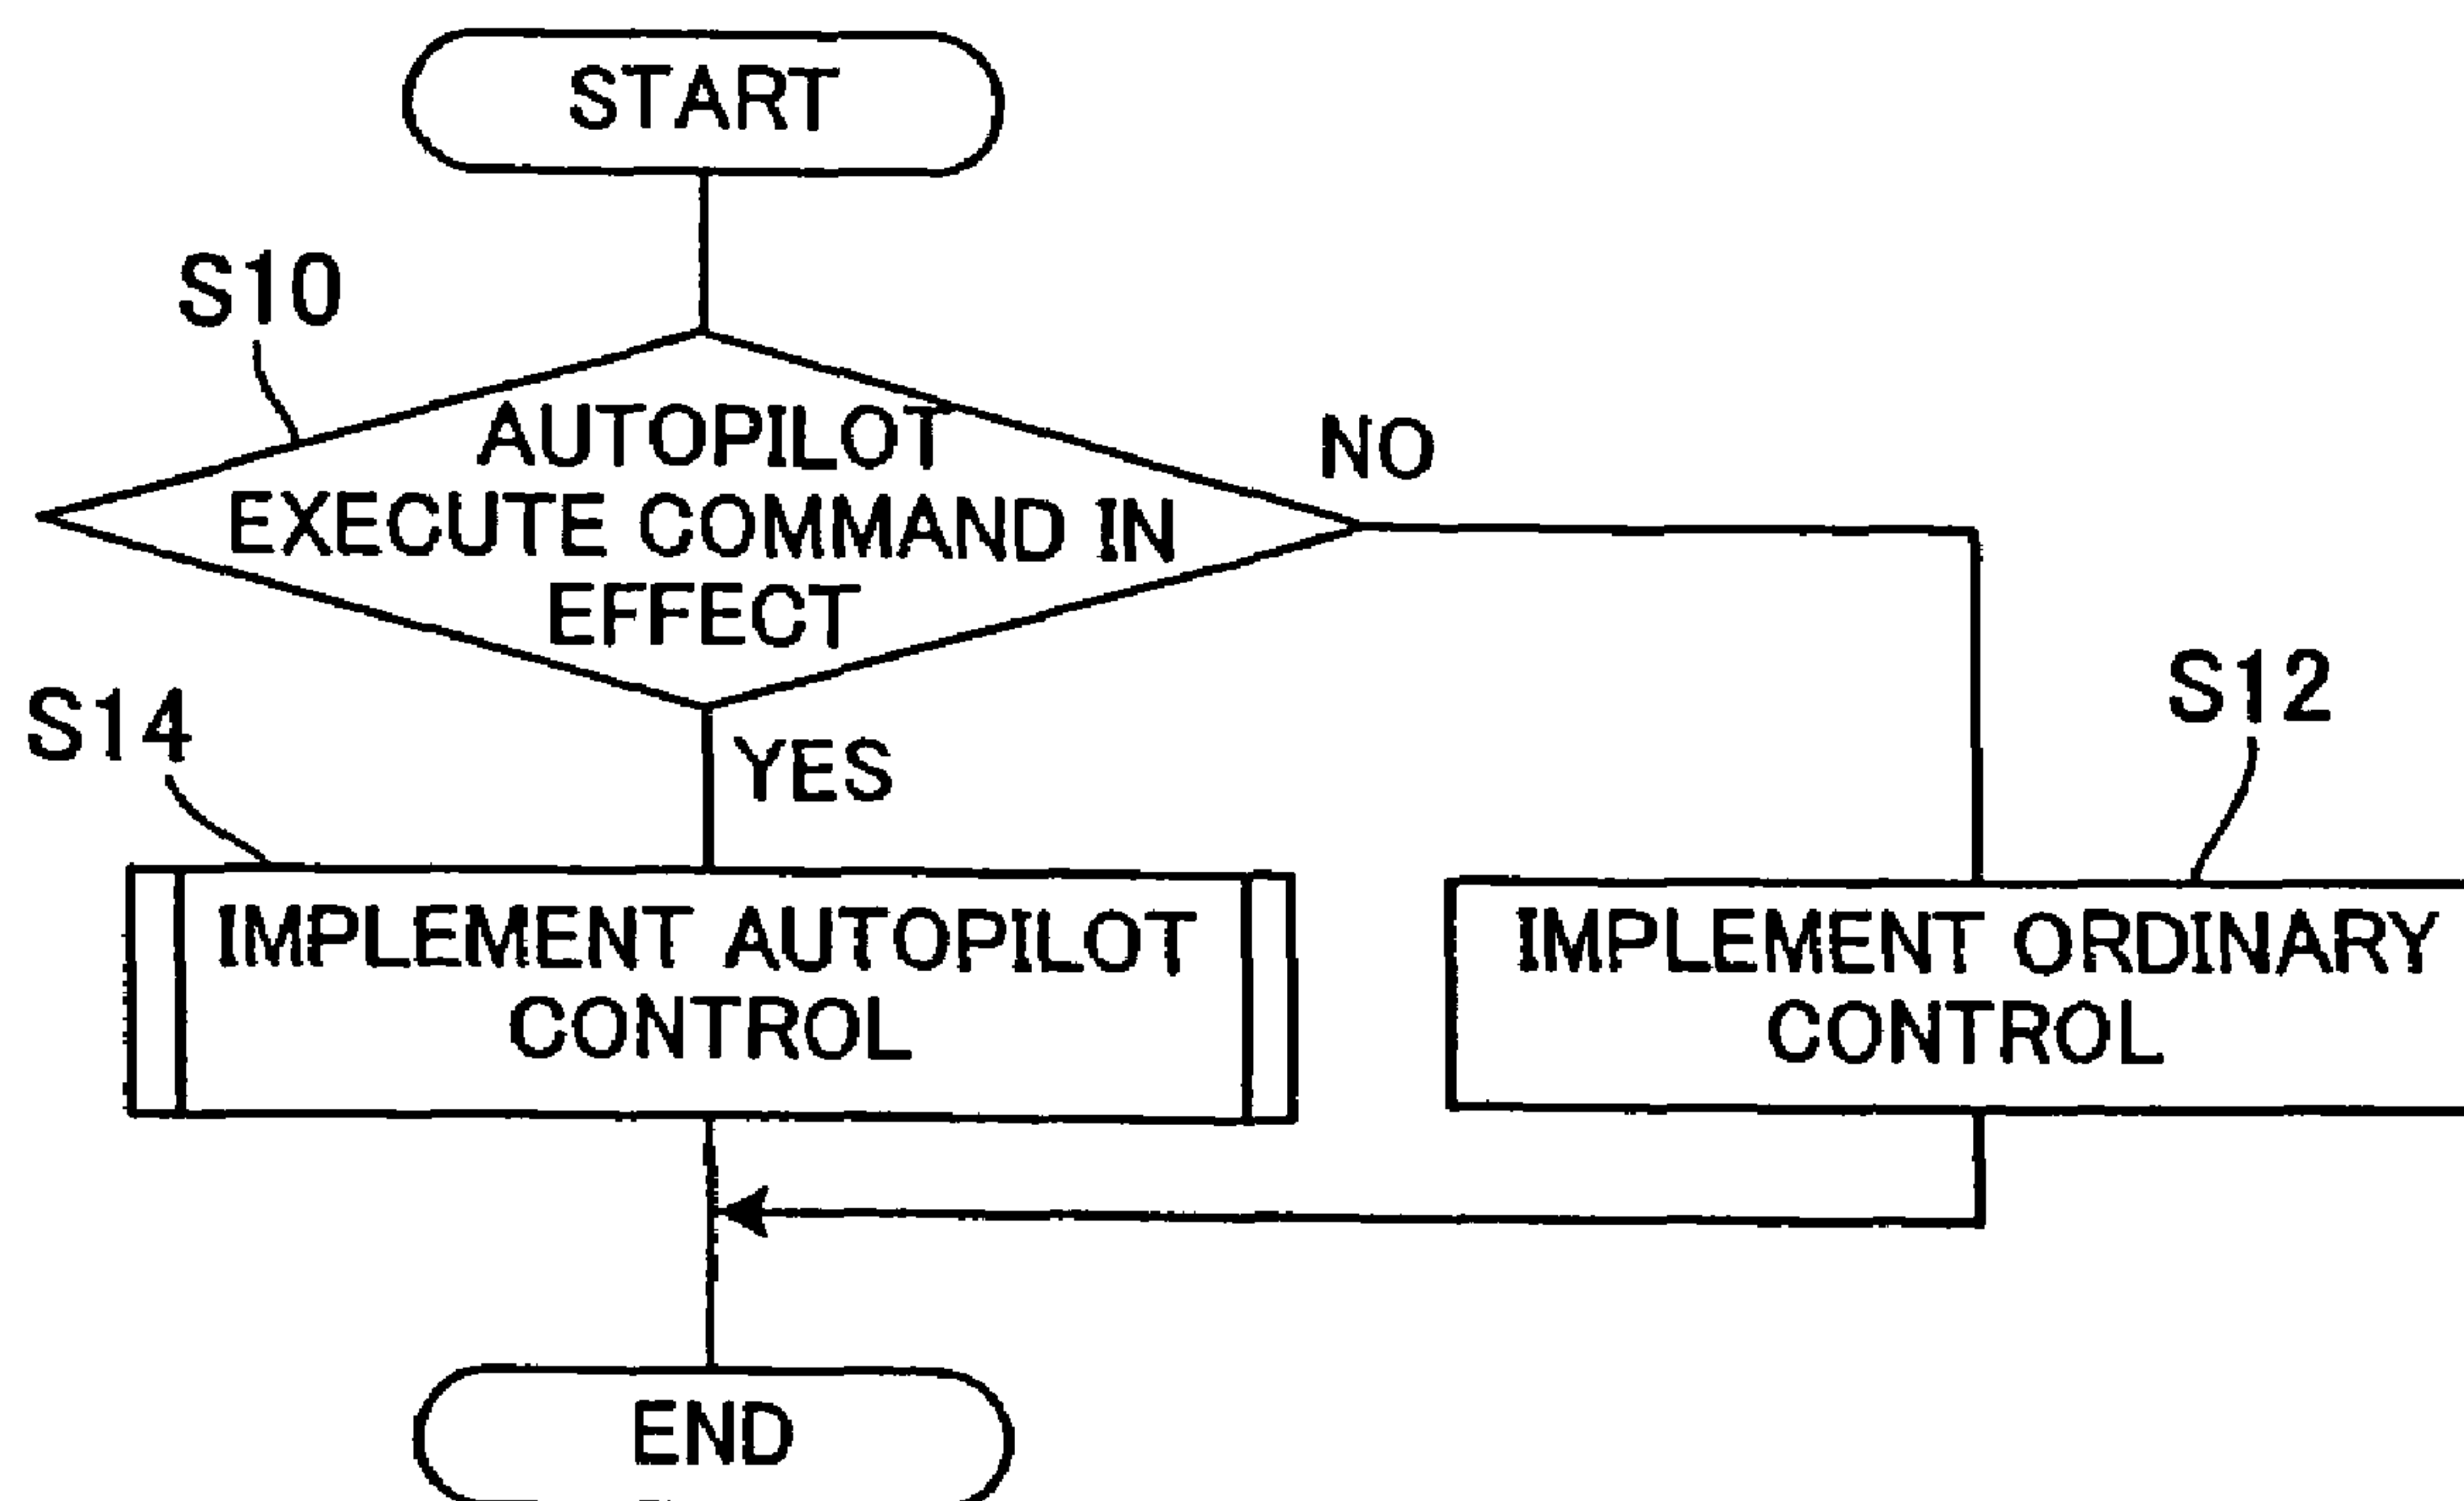 START
S10
AUTOPILOT
EXECUTE COMMAND IN
EFFECT
NO
YES
S14
S12
IMPLEMENT AUTOPILOT
CONTROL
IMPLEMENT ORDINARY
CONTROL
END